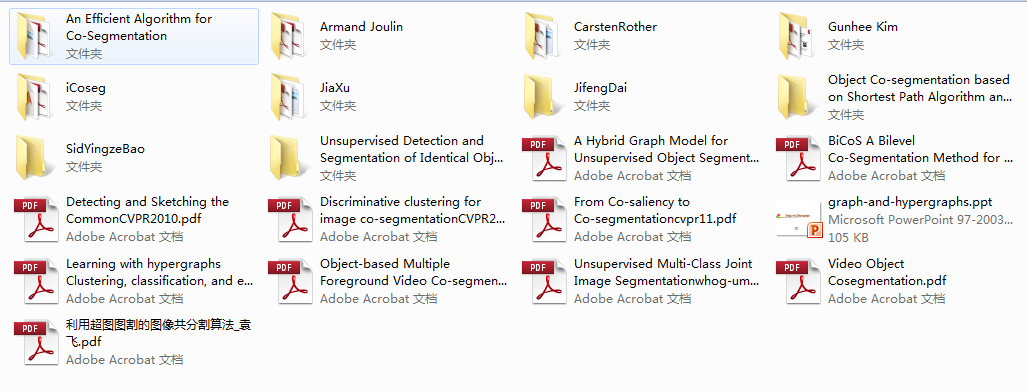 An Efficient Algorithm for
Co-Segmentation
文件夹
Armand Joulin
文件夹
CarstenRother
文件夹
Gunhee Kim
文件夹
iCoseg
文件夹
JiaXu
文件夹
JifengDai
文件夹
Object Co-segmentation based
on Shortest Path Algorithm an...
文件夹
SidYingzeBao
文件夹
Unsupervised Detection and
Segmentation of Identical Obj...
文件夹
PDF
A Hybrid Graph Model for
Unsupervised Object Segment...
Adobe Acrobat 文档
PDF
BiCoS A Bilevel
Co-Segmentation Method for ...
Adobe Acrobat 文档
PDF
Detecting and Sketching the
CommonCVPR2010.pdf
Adobe Acrobat 文档
PDF
Discriminative clustering for
image co-segmentationCVPR2...
Adobe Acrobat 文档
PDF
From Co-saliency to
Co-segmentationcvpr11.pdf
Adobe Acrobat 文档
graph-and-hypergraphs.ppt
Microsoft PowerPoint 97-2003...
105 KB
PDF
Learning with hypergraphs
Clustering, classification, and e...
Adobe Acrobat 文档
PDF
Object-based Multiple
Foreground Video Co-segmen...
Adobe Acrobat 文档
PDF
Unsupervised Multi-Class Joint
Image Segmentationwhog-um...
Adobe Acrobat 文档
PDF
Video Object
Cosegmentation.pdf
Adobe Acrobat 文档
PDF
利用超图图割的图像共分割算法_袁
飞.pdf
Adobe Acrobat 文档